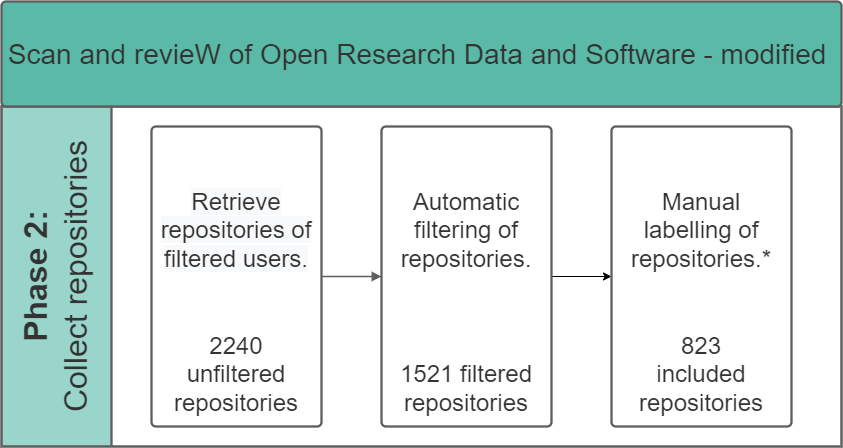 Scan and revieW of Open Research Data and Software - modified
Phase 2:
Collect repositories
Retrieve
repositories of
filtered users.
2240
unfiltered
repositories
Automatic
filtering of
repositories.
1521 filtered
repositories
Manual
labelling of
repositories.*
823
included
repositories